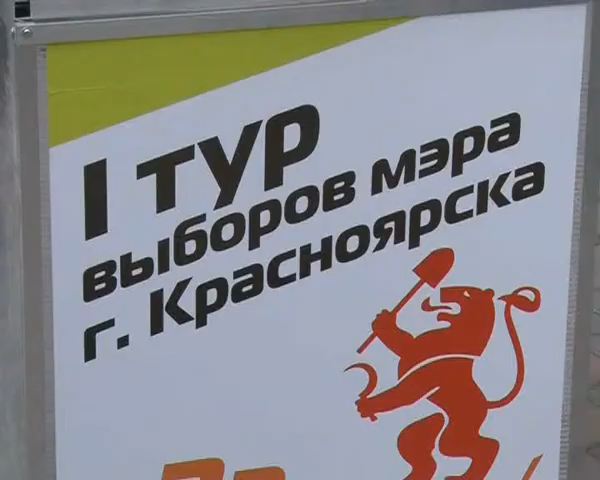 I тур
выборов мэра
г. Красноярска